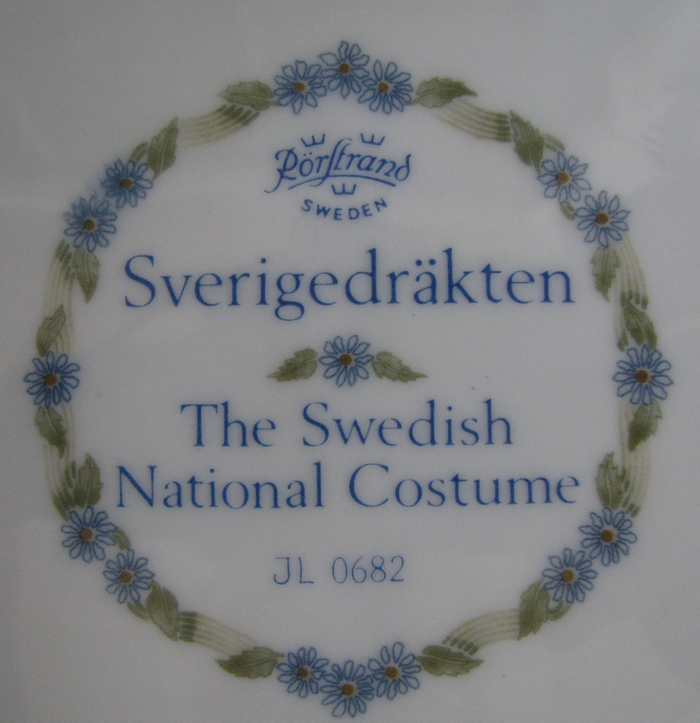 Rörstrand
SWEDEN
Sverigedräkten
The Swedish
National Costume
JL 0682